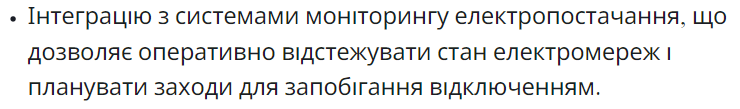 • Інтеграцію з системами моніторингу електропостачання, що
дозволяє оперативно відстежувати стан електромереж і
планувати заходи для запобігання відключенням.